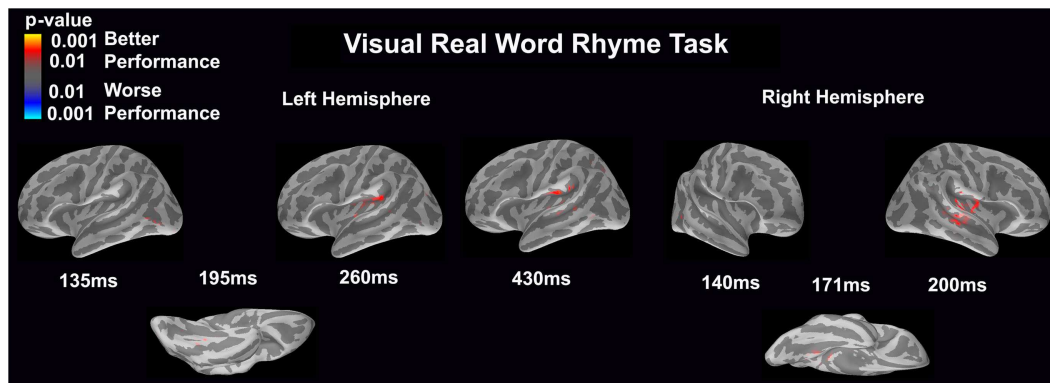 p-value
0.001 Better
0.01 Performance
0.01 Worse
0.001 Performance
Visual Real Word Rhyme Task
Left Hemisphere
Right Hemisphere
135ms 195ms 260ms 430ms 140ms 171ms 200ms